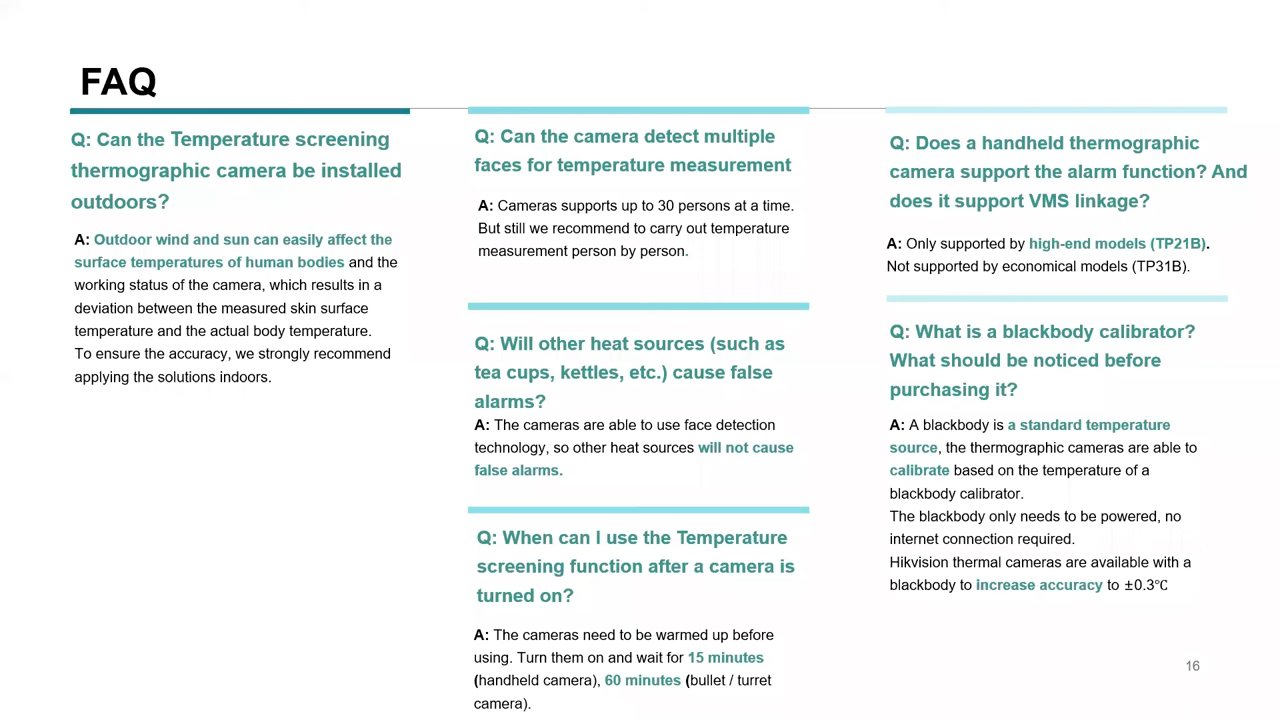 FAQ
Q: Can the Temperature screening
thermographic camera be installed
outdoors?
A: Outdoor wind and sun can easily affect the
surface temperatures of human bodies and the
working status of the camera, which results in a
deviation between the measured skin surface
temperature and the actual body temperature.
To ensure the accuracy, we strongly recommend
applying the solutions indoors.
Q: Can the camera detect multiple
faces for temperature measurement
A: Cameras supports up to 30 persons at a time.
But still we recommend to carry out temperature
measurement person by person.
Q: Will other heat sources (such as
tea cups, kettles, etc.) cause false
alarms?
A: The cameras are able to use face detection
technology, so other heat sources will not cause
false alarms.
Q: When can I use the Temperature
screening function after a camera is
turned on?
A: The cameras need to be warmed up before
using. Turn them on and wait for 15 minutes
(handheld camera), 60 minutes (bullet / turret
camera).
Q: Does a handheld thermographic
camera support the alarm function? And
does it support VMS linkage?
A: Only supported by high-end models (TP21B).
Not supported by economical models (TP31B).
Q: What is a blackbody calibrator?
What should be noticed before
purchasing it?
A: A blackbody is a standard temperature
source, the thermographic cameras are able to
calibrate based on the temperature of a
blackbody calibrator.
The blackbody only needs to be powered, no
internet connection required.
Hikvision thermal cameras are available with a
blackbody to increase accuracy to ±0.3℃
16